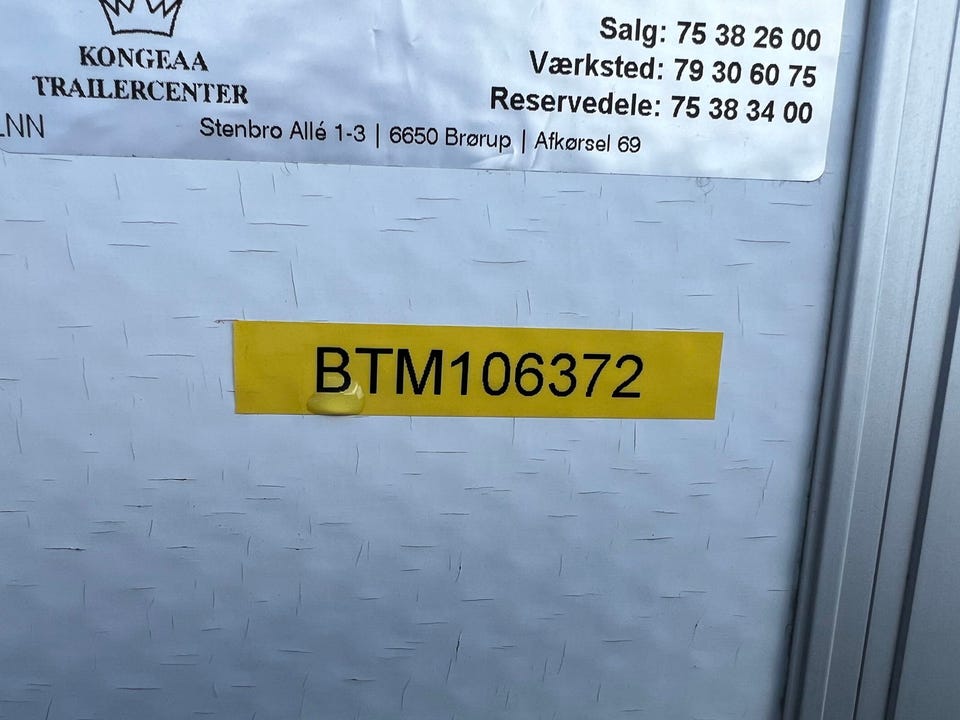 KONGEAA
TRAILERCENTER
Salg: 75 38 26 00
Værksted: 79 30 60 75
Reservedele: 75 38 34 00
Stenbro Allé 1-3 | 6650 Brørup | Afkørsel 69
BTM106372